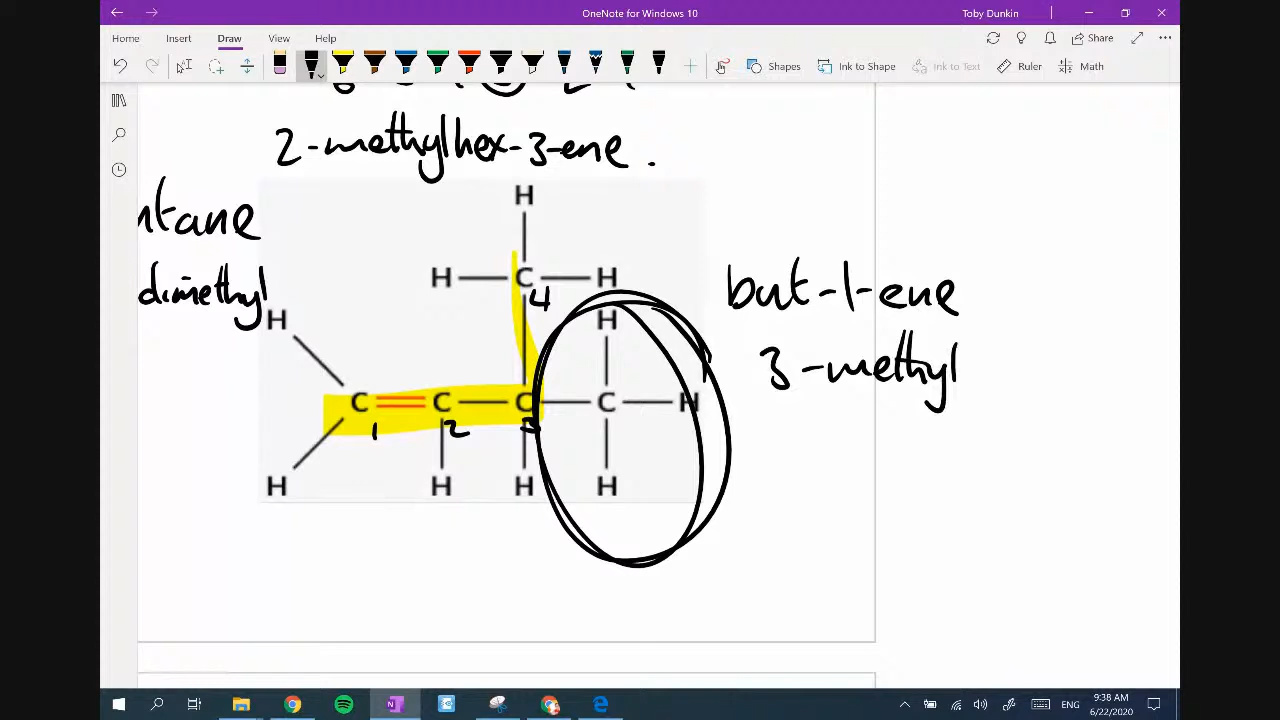 OneNote for Windows 10
Toby Dunkin
Home Insert Draw View Help
Share
Shapes Ink to Shape Ink to Text Ruler Math
2-methylhex-3-ene.
ntane
dimethyl
H
H C H
4
H H
C C C C H
1 2 3
H H H H
but-1-ene
3-methyl
ENG
9:38 AM
6/22/2020